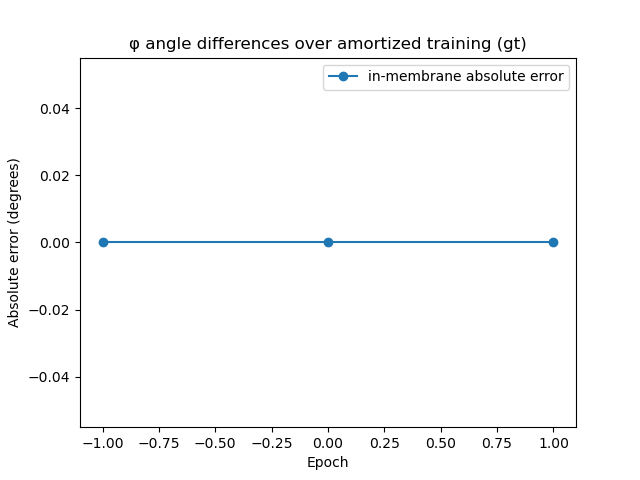 φ angle differences over amortized training (gt)
in-membrane absolute error
Absolute error (degrees)
0.04
0.02
0.00
−0.02
−0.04
−1.00 −0.75 −0.50 −0.25 0.00 0.25 0.50 0.75 1.00
Epoch